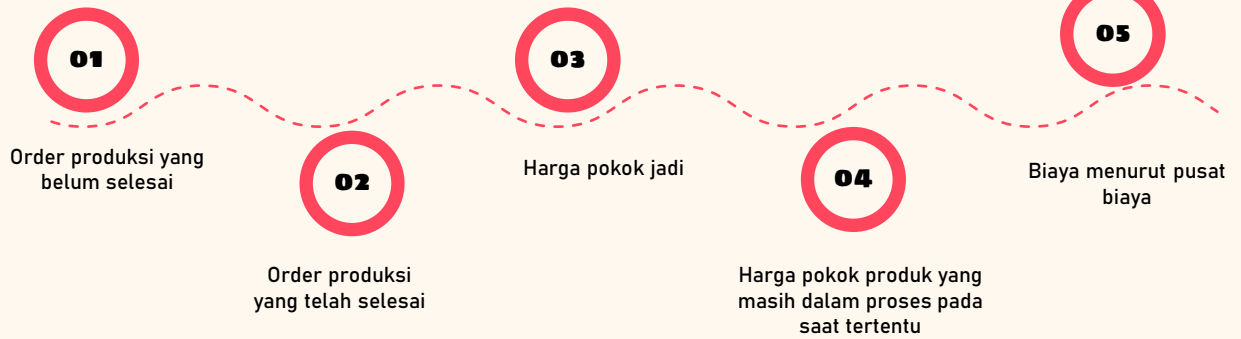 01
Order produksi yang
belum selesai
02
Order produksi
yang telah selesai
03
Harga pokok jadi
04
Harga pokok produk yang
masih dalam proses pada
saat tertentu
05
Biaya menurut pusat
biaya